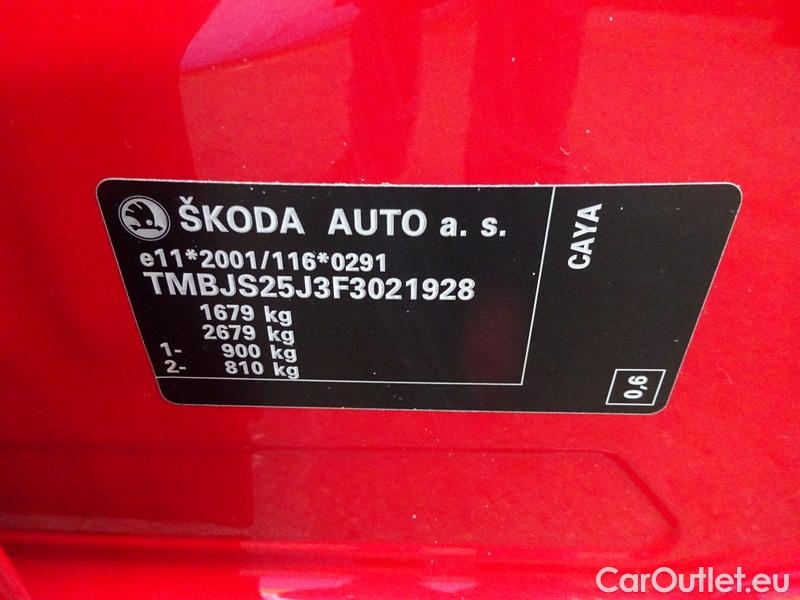 ŠKODA AUTO a. s.
e11*2001/116*0291
TMBJS25J3F3021928
1679 kg
2679 kg
1- 900 kg
2- 810 kg
CAYA
0,6
CarOutlet.eu